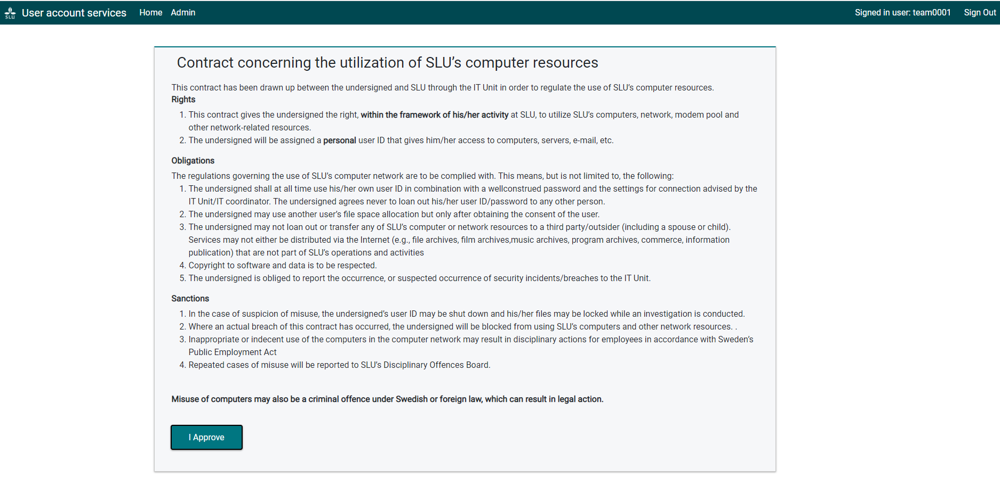 SLU User account services Home Admin Signed in user: team0001 Sign Out
Contract concerning the utilization of SLU’s computer resources
This contract has been drawn up between the undersigned and SLU through the IT Unit in order to regulate the use of SLU’s computer resources.
Rights
1. This contract gives the undersigned the right, within the framework of his/her activity at SLU, to utilize SLU’s computers, network, modem pool and
other network-related resources.
2. The undersigned will be assigned a personal user ID that gives him/her access to computers, servers, e-mail, etc.
Obligations
The regulations governing the use of SLU’s computer network are to be complied with. This means, but is not limited to, the following:
1. The undersigned shall at all time use his/her own user ID in combination with a wellconstrued password and the settings for connection advised by the
IT Unit/IT coordinator. The undersigned agrees never to loan out his/her user ID/password to any other person.
2. The undersigned may use another user’s file space allocation but only after obtaining the consent of the user.
3. The undersigned may not loan out or transfer any of SLU’s computer or network resources to a third party/outsider (including a spouse or child).
Services may not either be distributed via the Internet (e.g., file archives, film archives,music archives, program archives, commerce, information
publication) that are not part of SLU’s operations and activities
4. Copyright to software and data is to be respected.
5. The undersigned is obliged to report the occurrence, or suspected occurrence of security incidents/breaches to the IT Unit.
Sanctions
1. In the case of suspicion of misuse, the undersigned’s user ID may be shut down and his/her files may be locked while an investigation is conducted.
2. Where an actual breach of this contract has occurred, the undersigned will be blocked from using SLU’s computers and other network resources. .
3. Inappropriate or indecent use of the computers in the computer network may result in disciplinary actions for employees in accordance with Sweden’s
Public Employment Act
4. Repeated cases of misuse will be reported to SLU’s Disciplinary Offences Board.
Misuse of computers may also be a criminal offence under Swedish or foreign law, which can result in legal action.
I Approve